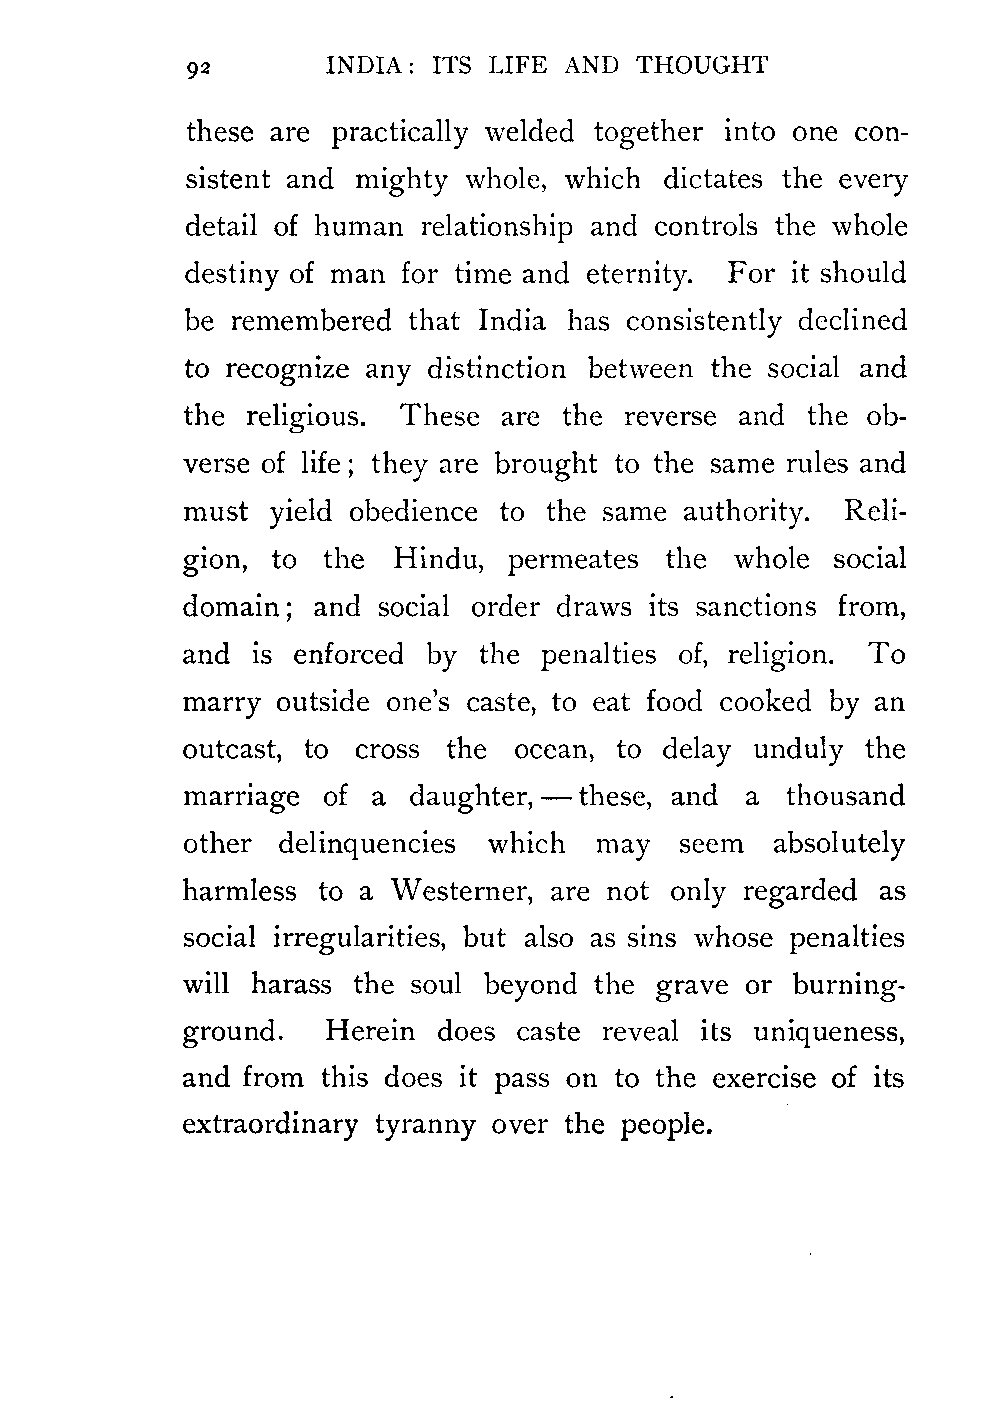 92 INDIA: ITS LIFE AND THOUGHT
these are practically welded together into one con-
sistent and mighty whole, which dictates the every
detail of human relationship and controls the whole
destiny of man for time and eternity. For it should
be remembered that India has consistently declined
to recognize any distinction between the social and
the religious. These are the reverse and the ob-
verse of life; they are brought to the same rules and
must yield obedience to the same authority. Reli-
gion, to the Hindu, permeates the whole social
domain; and social order draws its sanctions from,
and is enforced by the penalties of, religion. To
marry outside one's caste, to eat food cooked by an
outcast, to cross the ocean, to delay unduly the
marriage of a daughter, — these, and a thousand
other delinquencies which may seem absolutely
harmless to a Westerner, are not only regarded as
social irregularities, but also as sins whose penalties
will harass the soul beyond the grave or burning-
ground. Herein does caste reveal its uniqueness,
and from this does it pass on to the exercise of its
extraordinary tyranny over the people.